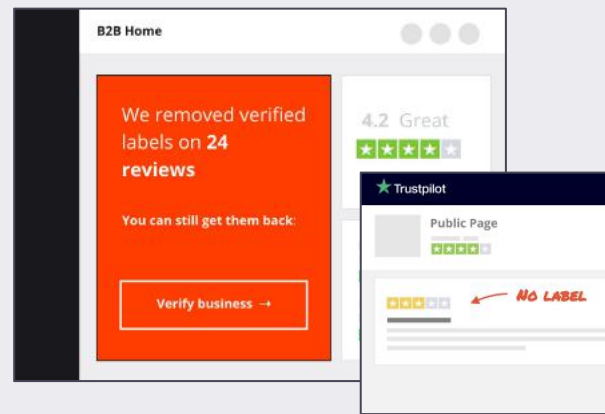 B2B Home
We removed verified
labels on 24
reviews
You can still get them back:
Verify business →
4.2 Great
Trustpilot
Public Page
No label